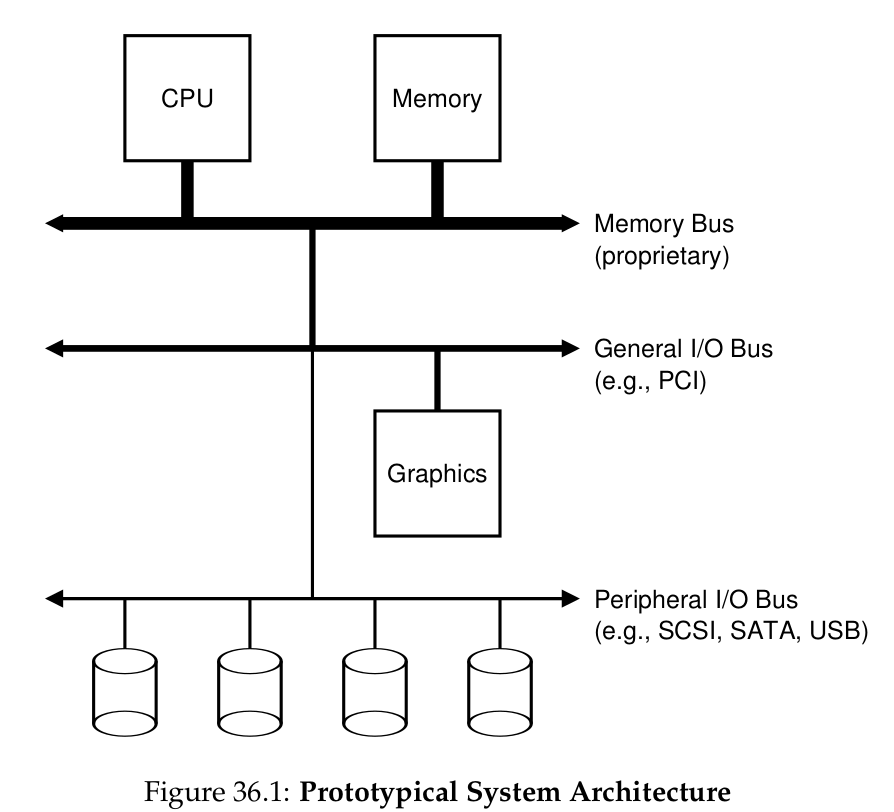 CPU
Memory
Memory Bus
(proprietary)
General I/O Bus
(e.g., PCI)
Graphics
Peripheral I/O Bus
(e.g., SCSI, SATA, USB)
Figure 36.1: Prototypical System Architecture